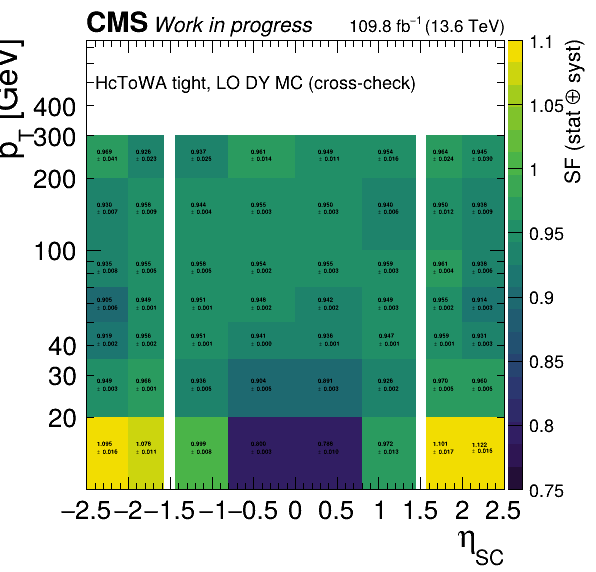 CMS Work in progress 109.8 fb⁻¹ (13.6 TeV)
HcToWA tight, LO DY MC (cross-check)
p_T [GeV]
400
300
200
100
40
30
20
0.969 ± 0.041 0.926 ± 0.023 0.937 ± 0.025 0.961 ± 0.014 0.949 ± 0.011 0.954 ± 0.016 0.964 ± 0.024 0.945 ± 0.030
0.930 ± 0.007 0.958 ± 0.009 0.944 ± 0.004 0.955 ± 0.003 0.950 ± 0.003 0.940 ± 0.006 0.950 ± 0.012 0.938 ± 0.009
0.935 ± 0.008 0.955 ± 0.005 0.956 ± 0.005 0.954 ± 0.002 0.955 ± 0.003 0.959 ± 0.003 0.961 ± 0.004 0.938 ± 0.006
0.905 ± 0.006 0.949 ± 0.001 0.951 ± 0.001 0.948 ± 0.002 0.942 ± 0.002 0.949 ± 0.003 0.955 ± 0.002 0.914 ± 0.003
0.919 ± 0.002 0.956 ± 0.002 0.951 ± 0.001 0.941 ± 0.000 0.936 ± 0.001 0.947 ± 0.001 0.959 ± 0.001 0.931 ± 0.003
0.949 ± 0.003 0.966 ± 0.001 0.936 ± 0.005 0.904 ± 0.005 0.891 ± 0.003 0.926 ± 0.002 0.970 ± 0.005 0.960 ± 0.005
1.095 ± 0.016 1.078 ± 0.011 0.999 ± 0.008 ± 0.003 ± 0.010 0.972 ± 0.013 1.101 ± 0.017 1.122 ± 0.015
−2.5 −2 −1.5 −1 −0.5 0 0.5 1 1.5 2 2.5
η_SC
1.1
1.05
1
0.95
0.9
0.85
0.8
0.75
SF (stat ⊕ syst)